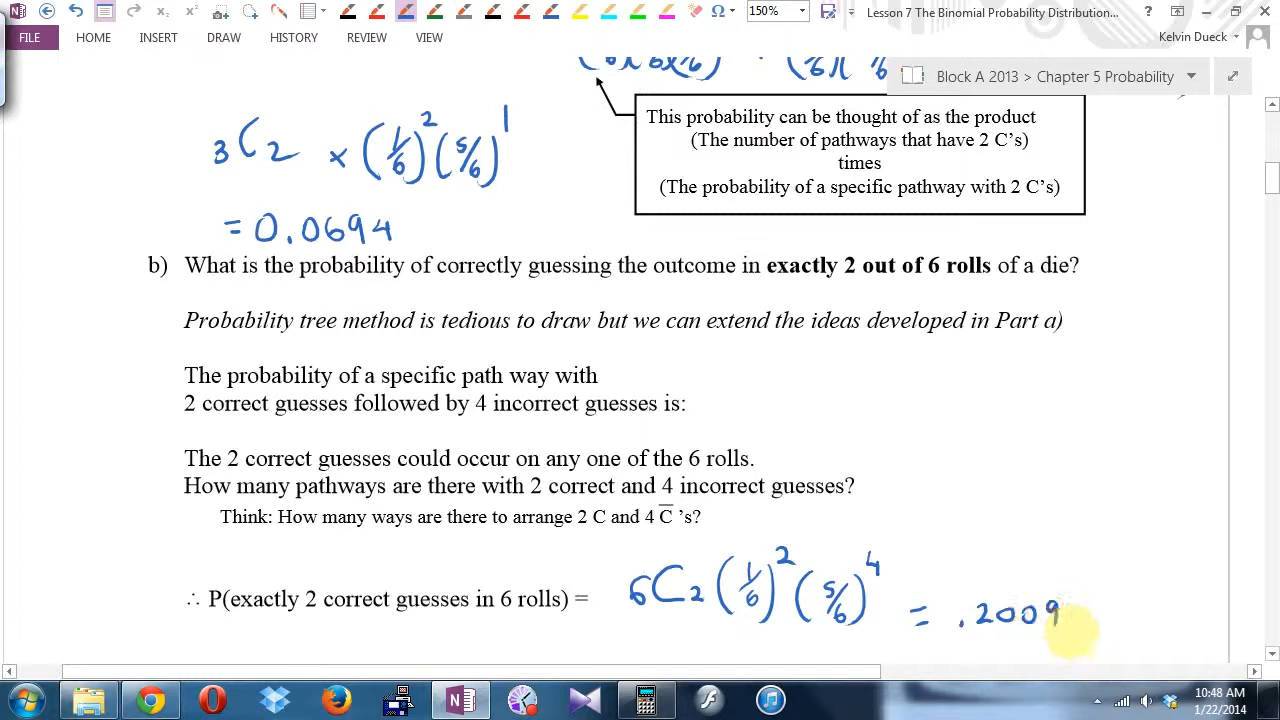 150%
Lesson 7 The Binomial Probability Distribution...
FILE HOME INSERT DRAW HISTORY REVIEW VIEW
Kelvin Dueck
Block A 2013 > Chapter 5 Probability
This probability can be thought of as the product
(The number of pathways that have 2 C's)
times
(The probability of a specific pathway with 2 C's)
3C2 × (1/6)^2 (5/6)^1
= 0.0694
b) What is the probability of correctly guessing the outcome in exactly 2 out of 6 rolls of a die?
Probability tree method is tedious to draw but we can extend the ideas developed in Part a)
The probability of a specific path way with
2 correct guesses followed by 4 incorrect guesses is:
The 2 correct guesses could occur on any one of the 6 rolls.
How many pathways are there with 2 correct and 4 incorrect guesses?
Think: How many ways are there to arrange 2 C and 4 C̅ 's?
∴ P(exactly 2 correct guesses in 6 rolls) = 6C2 (1/6)^2 (5/6)^4 = .2009
10:48 AM
1/22/2014